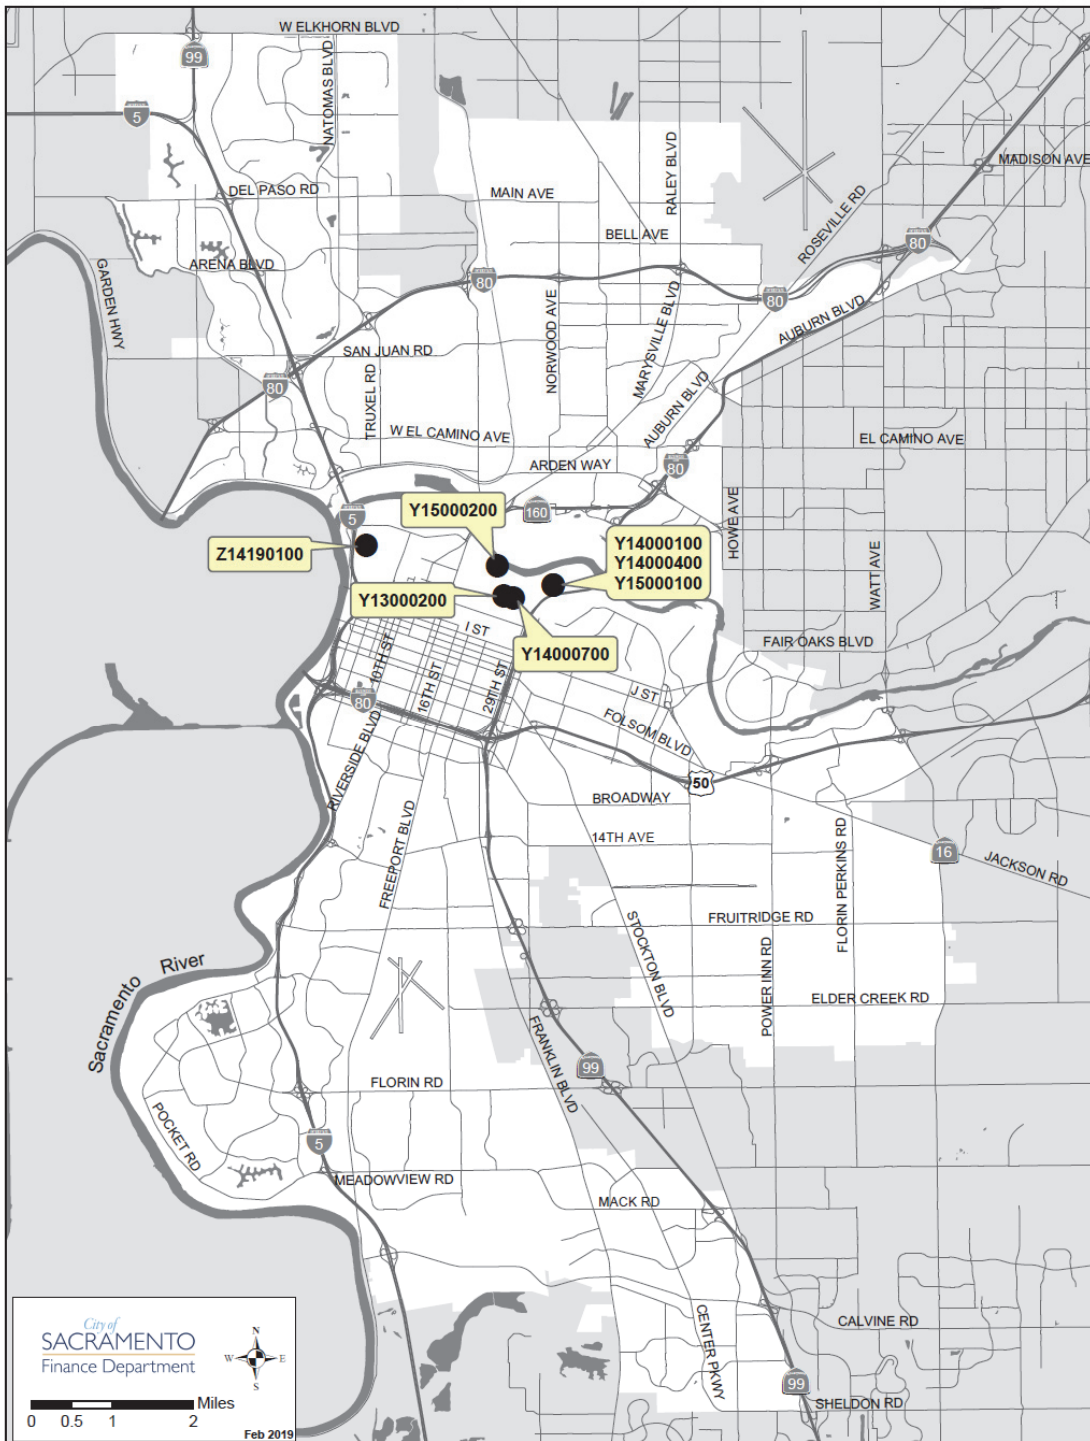 W ELKHORN BLVD
99
NATOMAS BLVD
5
RALEY BLVD
MADISON AVE
DEL PASO RD
MAIN AVE
ROSEVILLE RD
BELL AVE
80
ARENA BLVD
GARDEN HWY
80
80
NORWOOD AVE
MARYSVILLE BLVD
AUBURN BLVD
SAN JUAN RD
80
TRUXEL RD
AUBURN BLVD
W EL CAMINO AVE
EL CAMINO AVE
ARDEN WAY
80
HOWE AVE
5
Y15000200
160
Z14190100
Y14000100
Y14000400
Y15000100
WATT AVE
Y13000200
I ST
FAIR OAKS BLVD
Y14000700
10TH ST
16TH ST
29TH ST
J ST
80
FOLSOM BLVD
RIVERSIDE BLVD
50
BROADWAY
FREEPORT BLVD
14TH AVE
FLORIN PERKINS RD
16
JACKSON RD
FRUITRIDGE RD
STOCKTON BLVD
POWER INN RD
Sacramento River
ELDER CREEK RD
FRANKLIN BLVD
99
FLORIN RD
POCKET RD
5
MEADOWVIEW RD
MACK RD
CENTER PKWY
CALVINE RD
99
SHELDON RD
City of
SACRAMENTO
Finance Department
N
W E
S
Miles
0 0.5 1 2
Feb 2019